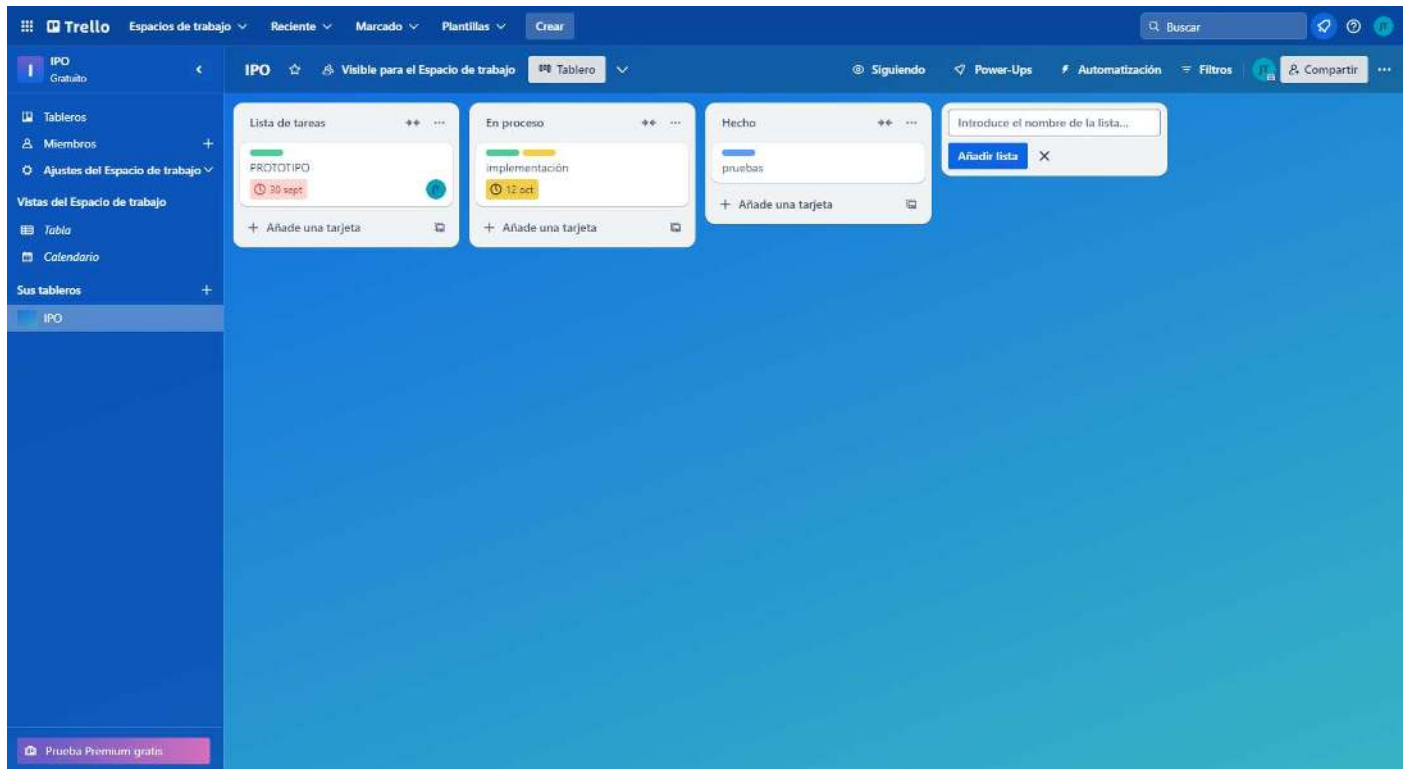 Trello Espacios de trabajo Reciente Marcado Plantillas Crear Buscar JT
I IPO
Gratuito
IPO Visible para el Espacio de trabajo Tablero Siguiendo Power-Ups Automatización Filtros Compartir
Tableros
Miembros
Ajustes del Espacio de trabajo
Vistas del Espacio de trabajo
Tabla
Calendario
Sus tableros
IPO
Lista de tareas
PROTOTIPO
30 sept
+ Añade una tarjeta
En proceso
implementación
12 oct
+ Añade una tarjeta
Hecho
pruebas
+ Añade una tarjeta
Introduce el nombre de la lista...
Añadir lista
Prueba Premium gratis